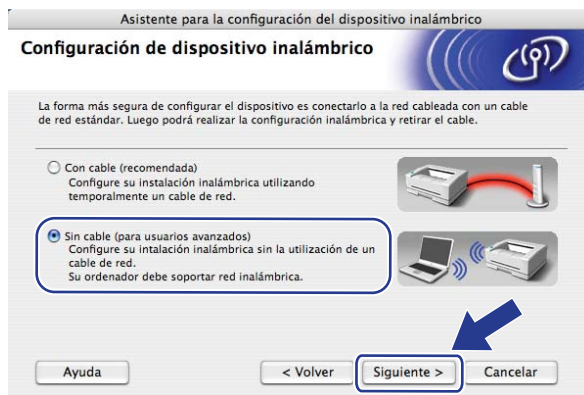 Asistente para la configuración del dispositivo inalámbrico
Configuración de dispositivo inalámbrico
La forma más segura de configurar el dispositivo es conectarlo a la red cableada con un cable
de red estándar. Luego podrá realizar la configuración inalámbrica y retirar el cable.
Con cable (recomendada)
Configure su instalación inalámbrica utilizando
temporalmente un cable de red.
Sin cable (para usuarios avanzados)
Configure su intalación inalámbrica sin la utilización de un
cable de red.
Su ordenador debe soportar red inalámbrica.
Ayuda
< Volver
Siguiente >
Cancelar